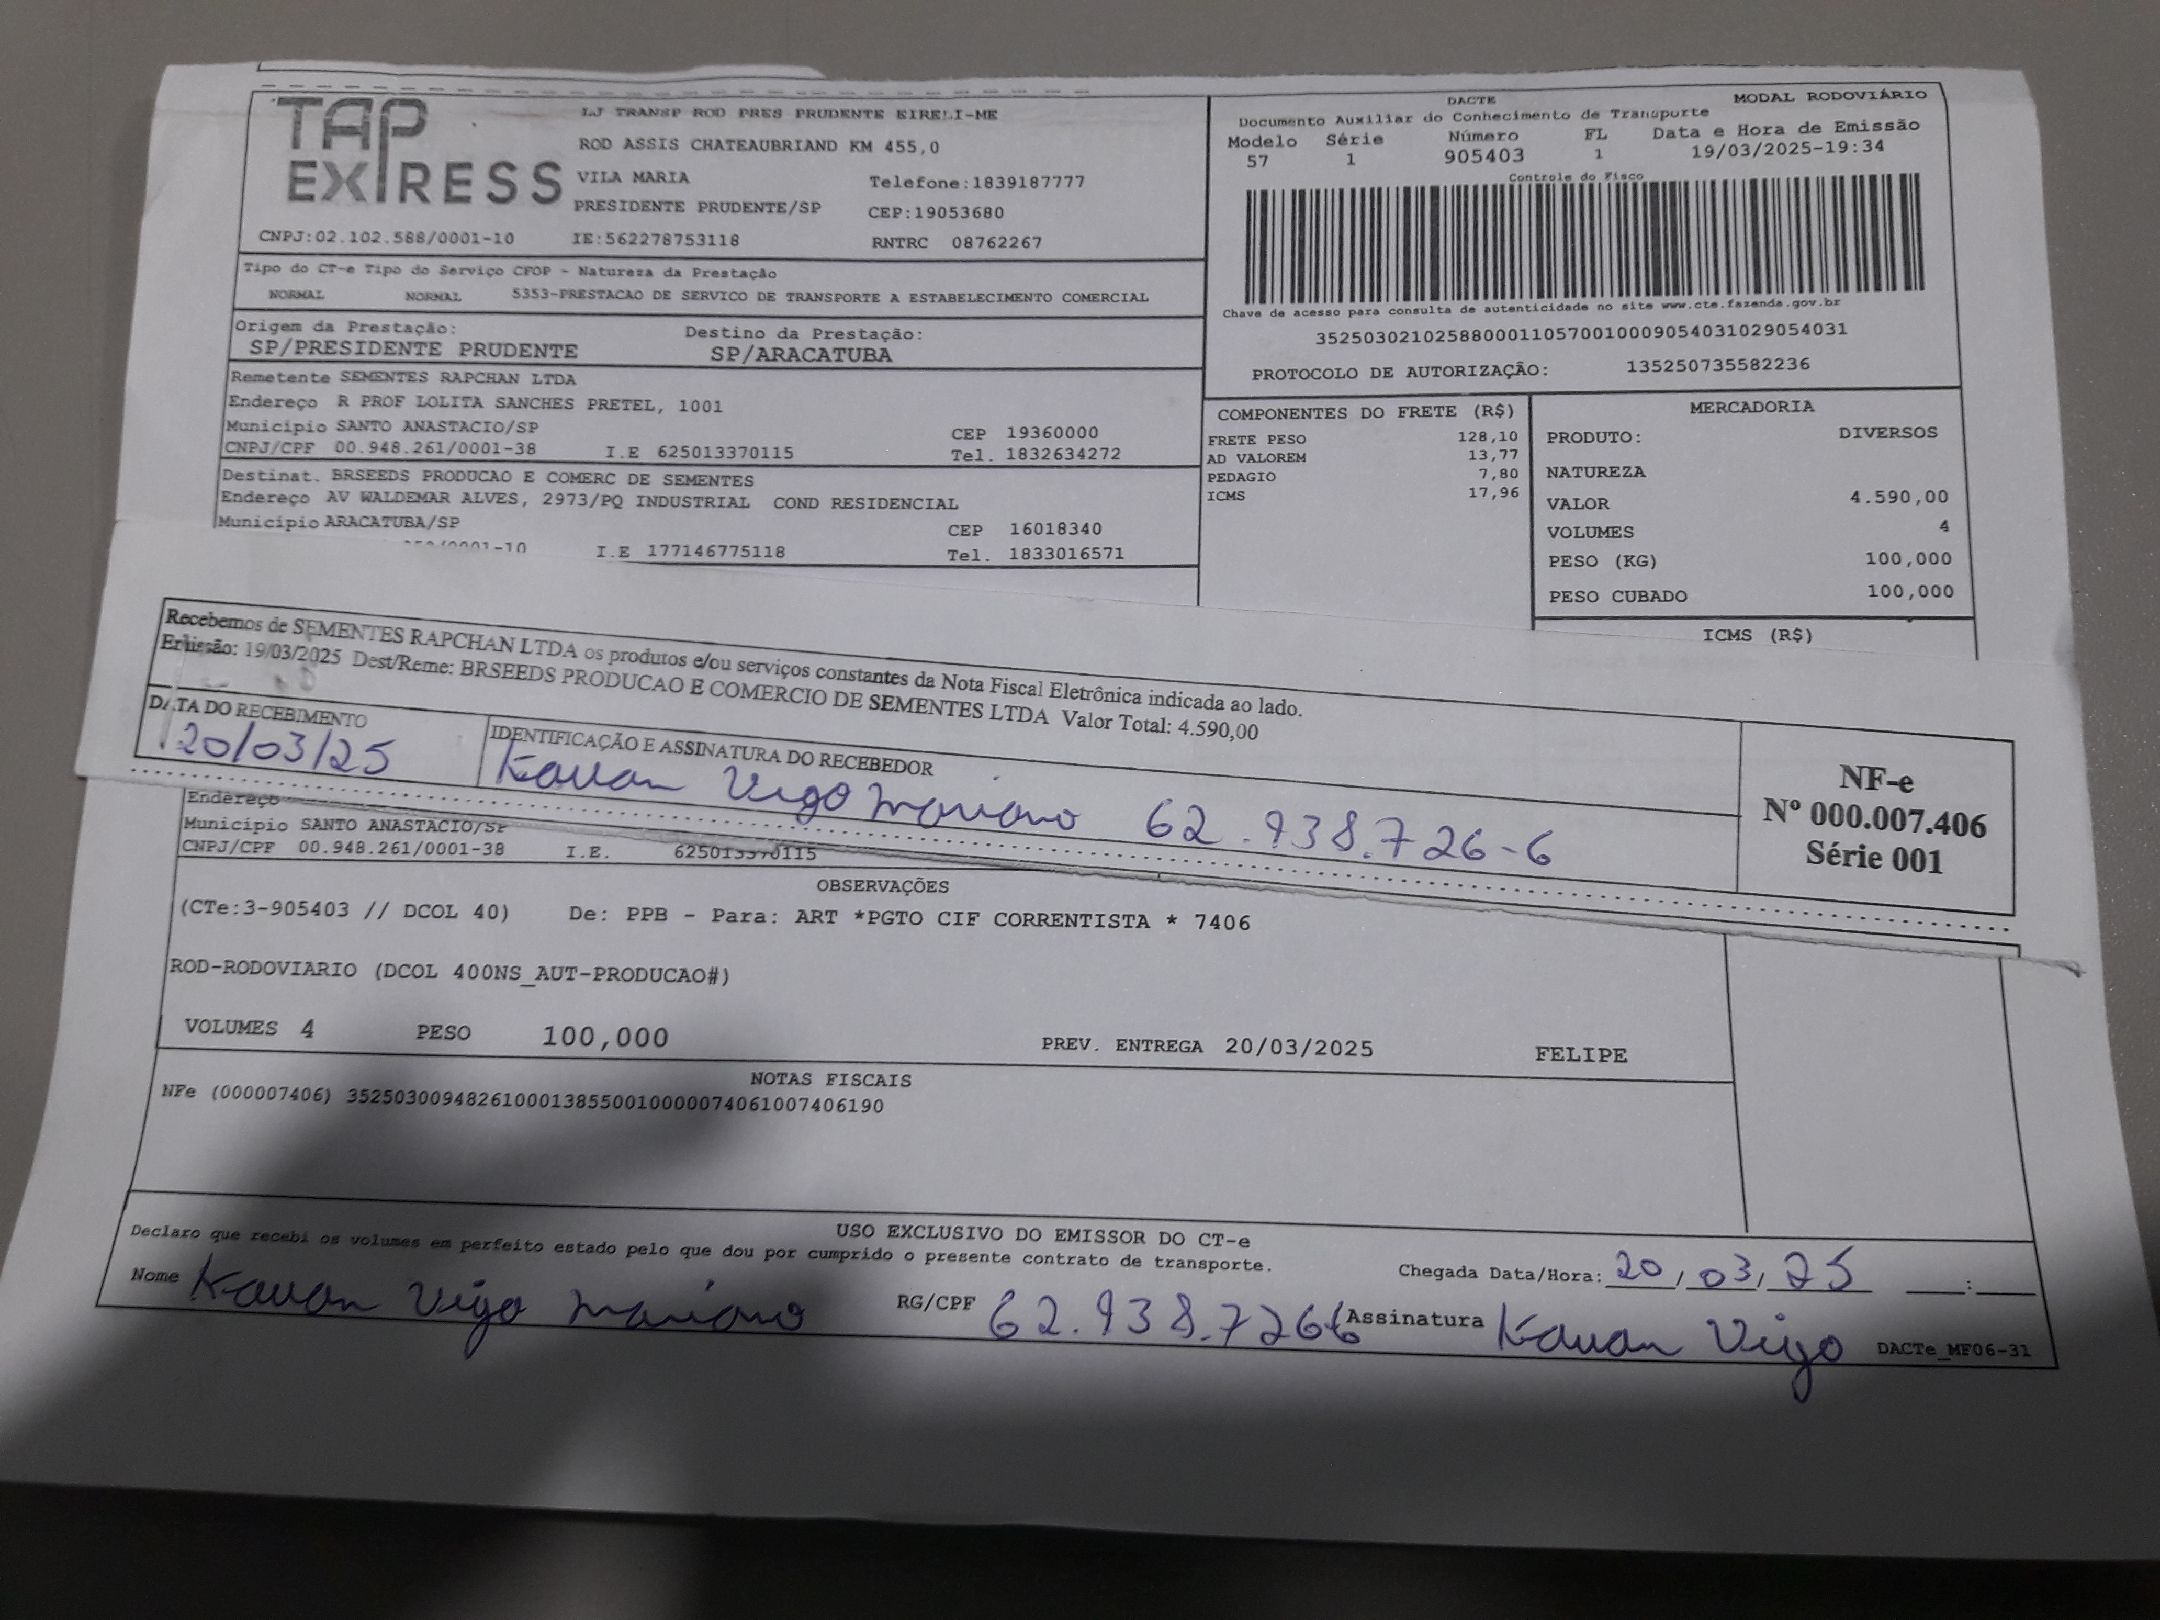 TAP EXPRESS
LJ TRANSP ROD PRES PRUDENTE EIRELI-ME
ROD ASSIS CHATEAUBRIAND KM 455,0
VILA MARIA Telefone:1839187777
PRESIDENTE PRUDENTE/SP CEP:19053680
CNPJ:02.102.588/0001-10 IE:562278753118 RNTRC 08762267
DACTE MODAL RODOVIÁRIO
Documento Auxiliar do Conhecimento de Transporte
Modelo Série Número FL Data e Hora de Emissão
57 1 905403 1 19/03/2025-19:34
Controle do Fisco
Chave de acesso para consulta de autenticidade no site www.cte.fazenda.gov.br
35250302102588000110570010009054031029054031
PROTOCOLO DE AUTORIZAÇÃO: 135250735582236
Tipo do CT-e Tipo do Serviço CFOP - Natureza da Prestação
NORMAL NORMAL 5353-PRESTACAO DE SERVICO DE TRANSPORTE A ESTABELECIMENTO COMERCIAL
Origem da Prestação: Destino da Prestação:
SP/PRESIDENTE PRUDENTE SP/ARACATUBA
Remetente SEMENTES RAPCHAN LTDA
Endereço R PROF LOLITA SANCHES PRETEL, 1001
Municipio SANTO ANASTACIO/SP CEP 19360000
CNPJ/CPF 00.948.261/0001-38 I.E 625013370115 Tel. 1832634272
Destinat. BRSEEDS PRODUCAO E COMERC DE SEMENTES
Endereço AV WALDEMAR ALVES, 2973/PQ INDUSTRIAL COND RESIDENCIAL
Municipio ARACATUBA/SP CEP 16018340
/0001-10 I.E 177146775118 Tel. 1833016571
COMPONENTES DO FRETE (R$)
FRETE PESO 128,10
AD VALOREM 13,77
PEDAGIO 7,80
ICMS 17,96
MERCADORIA
PRODUTO: DIVERSOS
NATUREZA
VALOR 4.590,00
VOLUMES 4
PESO (KG) 100,000
PESO CUBADO 100,000
ICMS (R$)
Recebemos de SEMENTES RAPCHAN LTDA os produtos e/ou serviços constantes da Nota Fiscal Eletrônica indicada ao lado.
Emissão: 19/03/2025 Dest/Reme: BRSEEDS PRODUCAO E COMERCIO DE SEMENTES LTDA Valor Total: 4.590,00
DATA DO RECEBIMENTO IDENTIFICAÇÃO E ASSINATURA DO RECEBEDOR
20/03/25 Kauan Vigo Mariano 62.938.726-6
NF-e
Nº 000.007.406
Série 001
Endereço
Município SANTO ANASTACIO/SP
CNPJ/CPF 00.948.261/0001-38 I.E. 625013370115
OBSERVAÇÕES
(CTe:3-905403 // DCOL 40) De: PPB - Para: ART *PGTO CIF CORRENTISTA * 7406
ROD-RODOVIARIO (DCOL 400NS_AUT-PRODUCAO#)
VOLUMES 4 PESO 100,000 PREV. ENTREGA 20/03/2025 FELIPE
NOTAS FISCAIS
NFe (000007406) 35250300948261000138550010000074061007406190
USO EXCLUSIVO DO EMISSOR DO CT-e
Declaro que recebi os volumes em perfeito estado pelo que dou por cumprido o presente contrato de transporte.
Chegada Data/Hora: 20/03/25 :
Nome Kauan Vigo Mariano RG/CPF 62.938.7266 Assinatura Kauan Vigo DACTe_MF06-31